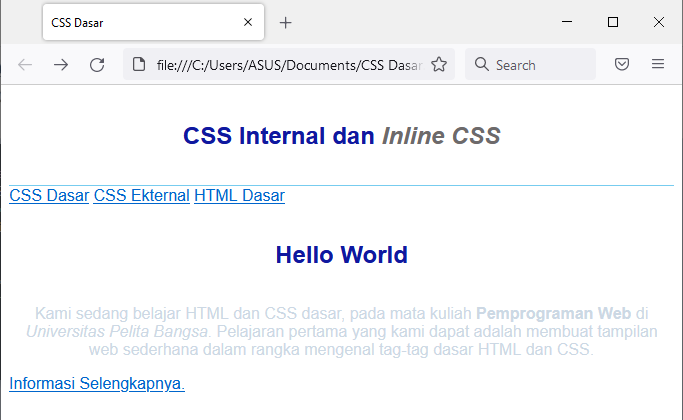 CSS Dasar
file:///C:/Users/ASUS/Documents/CSS Dasar
Search
CSS Internal dan Inline CSS
CSS Dasar CSS Ekternal HTML Dasar
Hello World
Kami sedang belajar HTML dan CSS dasar, pada mata kuliah Pemprograman Web di
Universitas Pelita Bangsa. Pelajaran pertama yang kami dapat adalah membuat tampilan
web sederhana dalam rangka mengenal tag-tag dasar HTML dan CSS.
Informasi Selengkapnya.